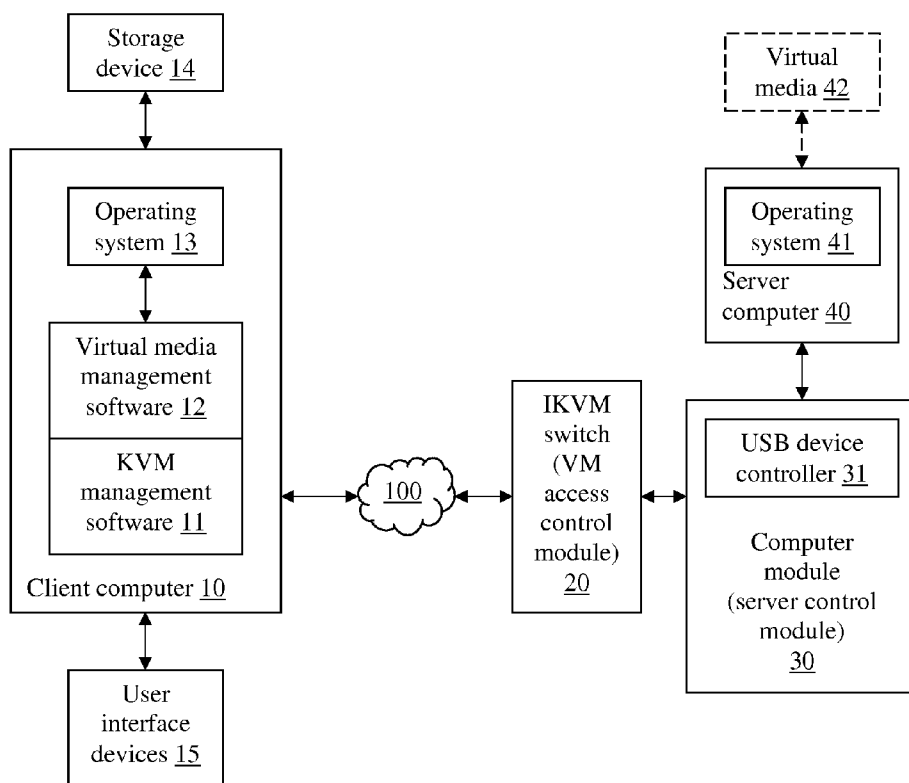 Storage
device 14
Operating
system 13
Virtual media
management
software 12
KVM
management
software 11
Client computer 10
User
interface
devices 15
100
IKVM
switch
(VM
access
control
module)
20
Virtual
media 42
Operating
system 41
Server
computer 40
USB device
controller 31
Computer
module
(server control
module)
30